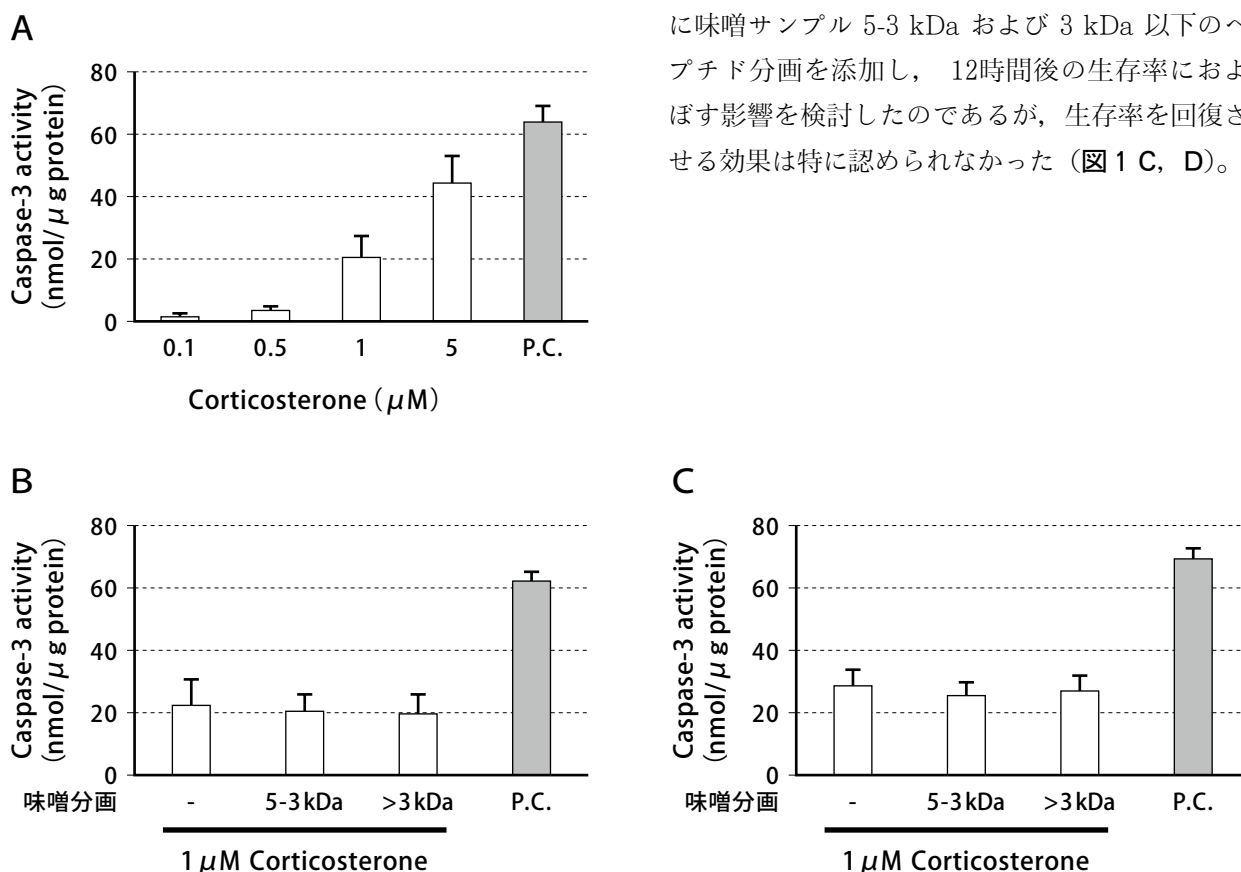 に味噌サンプル 5-3 kDa および 3 kDa 以下のペ
プチド分画を添加し， 12時間後の生存率におよ
ぼす影響を検討したのであるが，生存率を回復さ
せる効果は特に認められなかった（図 1 C，D）。
A
Caspase-3 activity
(nmol/μg protein)
80
60
40
20
0
0.1 0.5 1 5 P.C.
Corticosterone（μM）
B
Caspase-3 activity
(nmol/μg protein)
80
60
40
20
0
味噌分画 - 5-3kDa >3kDa P.C.
1μM Corticosterone
C
Caspase-3 activity
(nmol/μg protein)
80
60
40
20
0
味噌分画 - 5-3kDa >3kDa P.C.
1μM Corticosterone